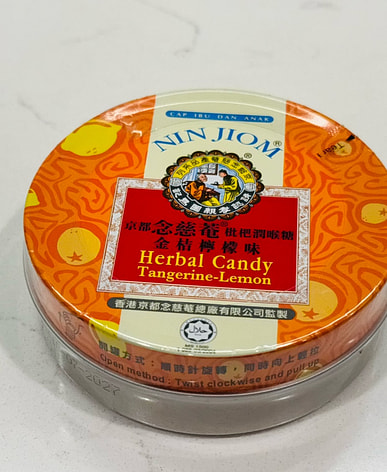 CAP IBU DAN ANAK
NIN JIOM®
京都念慈菴®枇杷潤喉糖
金桔檸檬味
Herbal Candy
Tangerine-Lemon
香港京都念慈菴總廠有限公司監製
HALAL
開罐方式:順時針旋轉,同時向上輕拉
Open method : Twist clockwise and pull up
2027